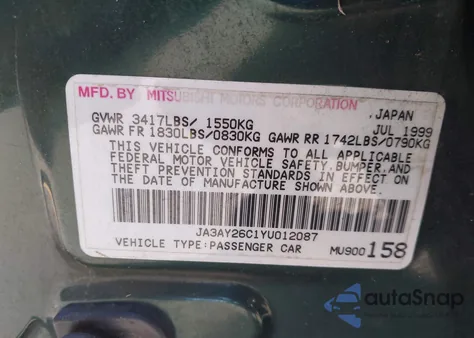 MFD. BY MITSUBISHI MOTORS CORPORATION
JAPAN
GVWR 3417LBS/ 1550KG JUL 1999
GAWR FR 1830LBS/0830KG GAWR RR 1742LBS/0790KG
THIS VEHICLE CONFORMS TO ALL APPLICABLE
FEDERAL MOTOR VEHICLE SAFETY, BUMPER, AND
THEFT PREVENTION STANDARDS IN EFFECT ON
THE DATE OF MANUFACTURE SHOWN ABOVE.
JA3AY26C1YU012087
VEHICLE TYPE:PASSENGER CAR MU900158
autoSnap